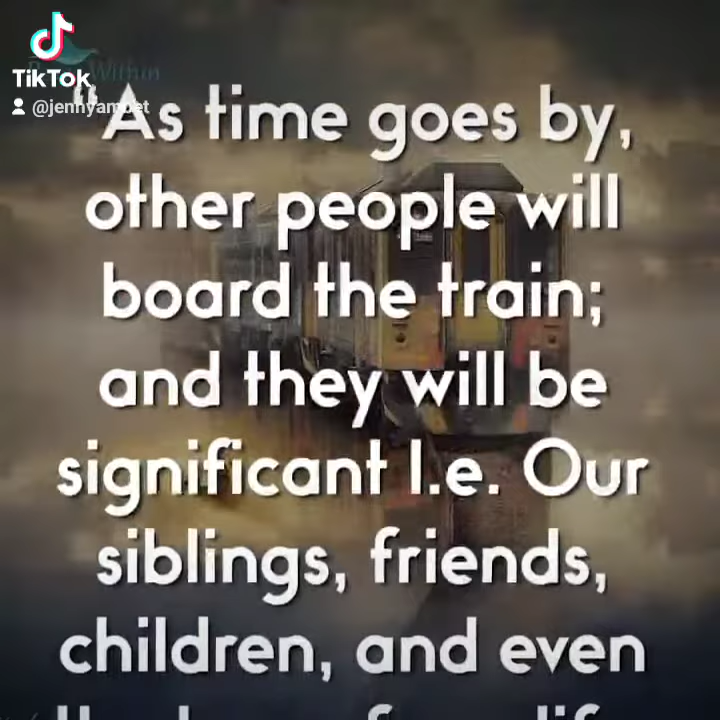 TikTok
Within
"As time goes by,
other people will
board the train;
and they will be
significant I.e. Our
siblings, friends,
children, and even